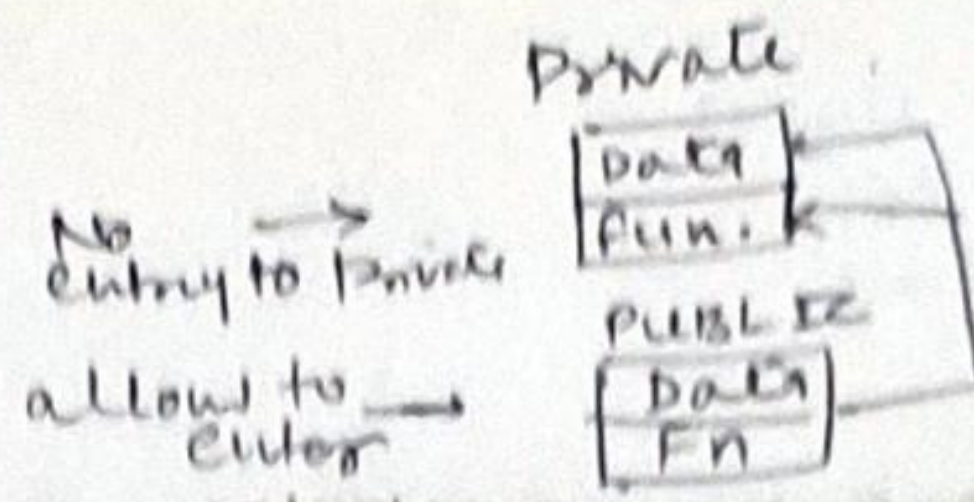 Private
Data
fun.
No
entry to Private
PUBLIC
Data
Fn
allow to
enter